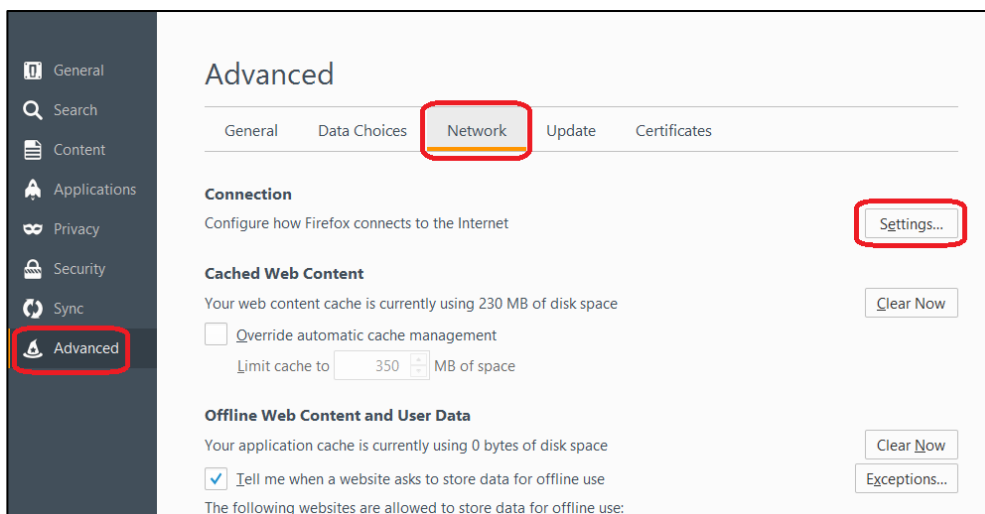 General
Search
Content
Applications
Privacy
Security
Sync
Advanced
Advanced
General Data Choices Network Update Certificates
Connection
Configure how Firefox connects to the Internet Settings...
Cached Web Content
Your web content cache is currently using 230 MB of disk space Clear Now
Override automatic cache management
Limit cache to 350 MB of space
Offline Web Content and User Data
Your application cache is currently using 0 bytes of disk space Clear Now
Tell me when a website asks to store data for offline use Exceptions...
The following websites are allowed to store data for offline use: